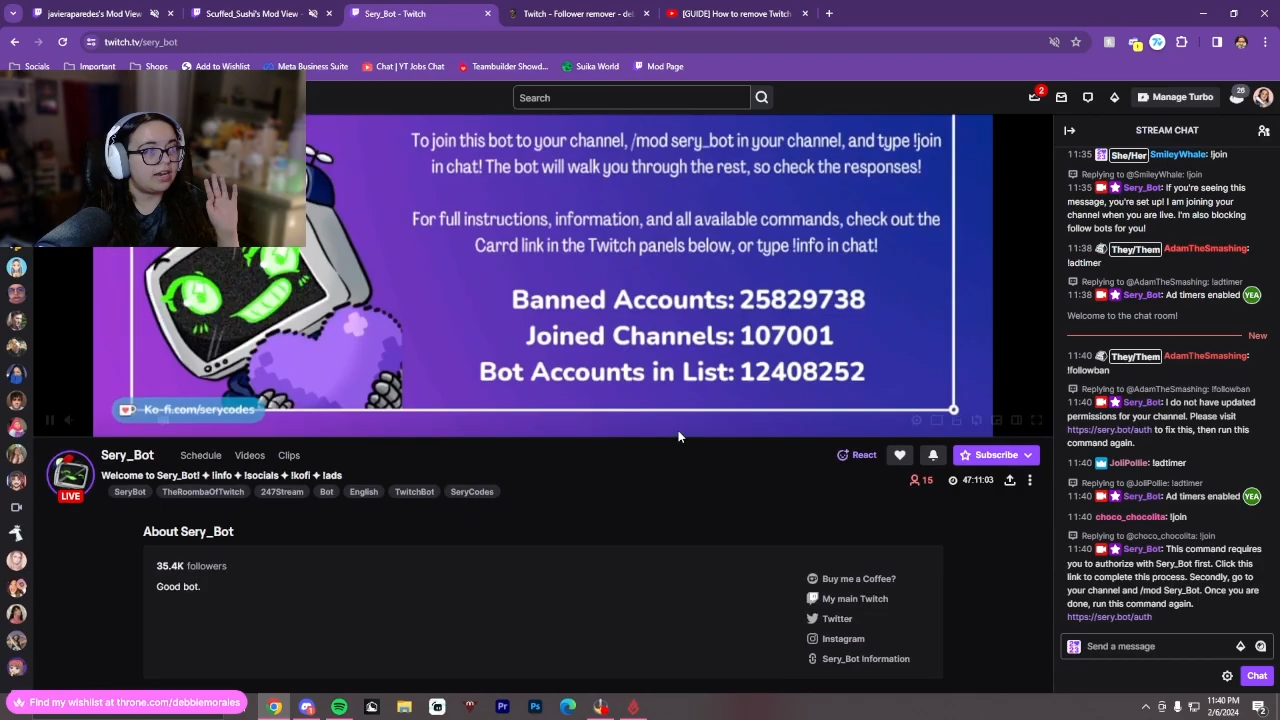 javieraparedes's Mod View -
Scuffed_Sushi's Mod View -
Sery_Bot - Twitch
Twitch - Follower remover - de
[GUIDE] How to remove Twitch
twitch.tv/sery_bot
Socials
Important
Shops
Add to Wishlist
Meta Business Suite
Chat | YT Jobs Chat
Teambuilder Showd...
Suika World
Mod Page
Search
2
Manage Turbo
26
To join this bot to your channel, /mod sery_bot in your channel, and type !join
in chat! The bot will walk you through the rest, so check the responses!
For full instructions, information, and all available commands, check out the
Carrd link in the Twitch panels below, or type !info in chat!
Banned Accounts: 25829738
Joined Channels: 107001
Bot Accounts in List: 12408252
Ko-fi.com/serycodes
Sery_Bot
Schedule
Videos
Clips
React
Subscribe
Welcome to Sery_Bot! ✦ !info ✦ !socials ✦ !kofi ✦ !ads
LIVE
SeryBot
TheRoombaOfTwitch
247Stream
Bot
English
TwitchBot
SeryCodes
15
47:11:03
About Sery_Bot
35.4K followers
Good bot.
Buy me a Coffee?
My main Twitch
Twitter
Instagram
Sery_Bot Information
STREAM CHAT
11:35 She/Her SmileyWhale: !join
Replying to @SmileyWhale: !join
11:35 Sery_Bot: If you're seeing this
message, you're set up! I am joining your
channel when you are live. I'm also blocking
follow bots for you!
11:38 They/Them AdamTheSmashing:
!adtimer
Replying to @AdamTheSmashing: !adtimer
11:38 Sery_Bot: Ad timers enabled YEA
Welcome to the chat room!
New
11:40 They/Them AdamTheSmashing:
!followban
Replying to @AdamTheSmashing: !followban
11:40 Sery_Bot: I do not have updated
permissions for your channel. Please visit
https://sery.bot/auth to fix this, then run this
command again.
11:40 JoliPollie: !adtimer
Replying to @JoliPollie: !adtimer
11:40 Sery_Bot: Ad timers enabled YEA
11:40 choco_chocolita: !join
Replying to @choco_chocolita: !join
11:40 Sery_Bot: This command requires
you to authorize with Sery_Bot first. Click this
link to complete this process. Secondly, go to
your channel and /mod Sery_Bot. Once you are
done, run this command again.
https://sery.bot/auth
Send a message
Chat
Find my wishlist at throne.com/debbiemorales
Pr
Ps
11:40 PM
2/6/2024
2